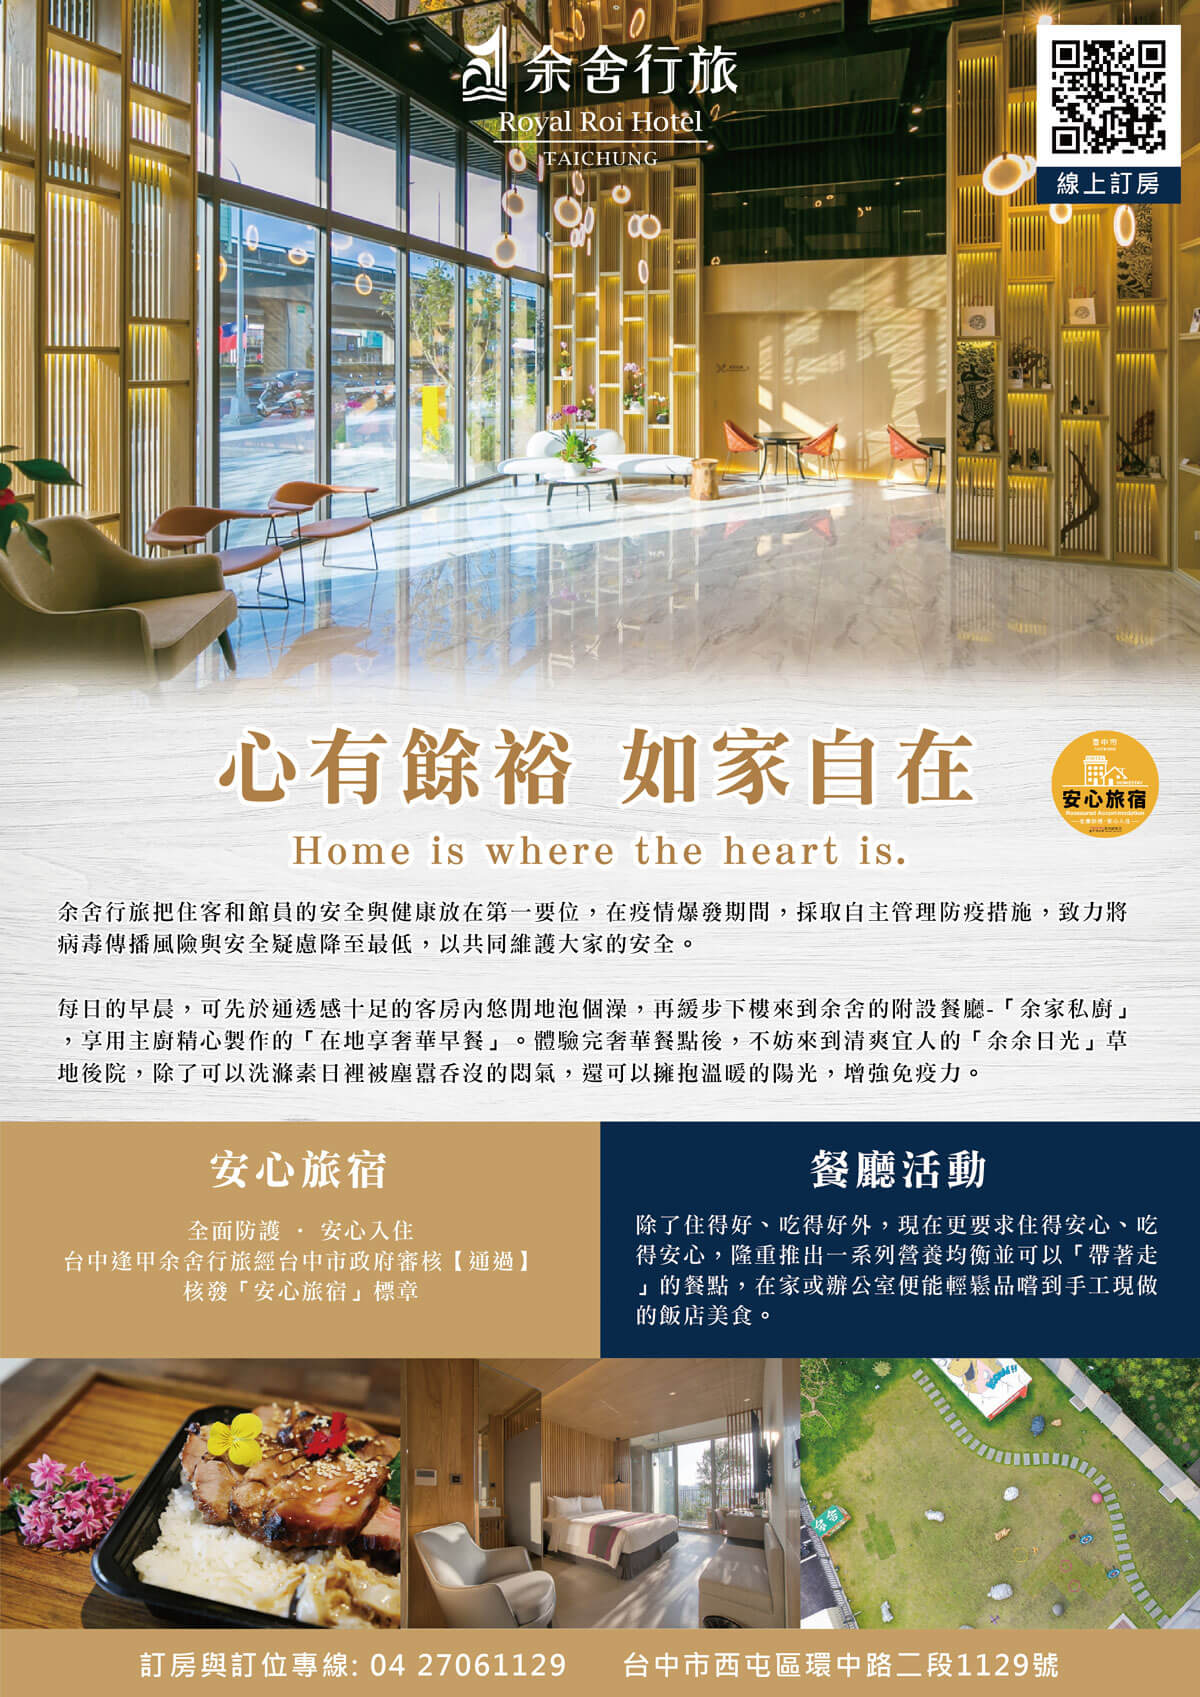 余舍行旅
Royal Roi Hotel
TAICHUNG
線上訂房
心有餘裕 如家自在
臺中市
安心旅宿
Home is where the heart is.
余舍行旅把住客和館員的安全與健康放在第一要位，在疫情爆發期間，採取自主管理防疫措施，致力將
病毒傳播風險與安全疑慮降至最低，以共同維護大家的安全。
每日的早晨，可先於通透感十足的客房內悠閒地泡個澡，再緩步下樓來到余舍的附設餐廳-「余家私廚」
，享用主廚精心製作的「在地享奢華早餐」。體驗完奢華餐點後，不妨來到清爽宜人的「余余日光」草
地後院，除了可以洗滌素日裡被塵囂吞沒的悶氣，還可以擁抱溫暖的陽光，增強免疫力。
安心旅宿
全面防護 · 安心入住
台中逢甲余舍行旅經台中市政府審核【通過】
核發「安心旅宿」標章
餐廳活動
除了住得好、吃得好外，現在更要求住得安心、吃
得安心，隆重推出一系列營養均衡並可以「帶著走
」的餐點，在家或辦公室便能輕鬆品嚐到手工現做
的飯店美食。
余舍
訂房與訂位專線: 04 27061129
台中市西屯區環中路二段1129號